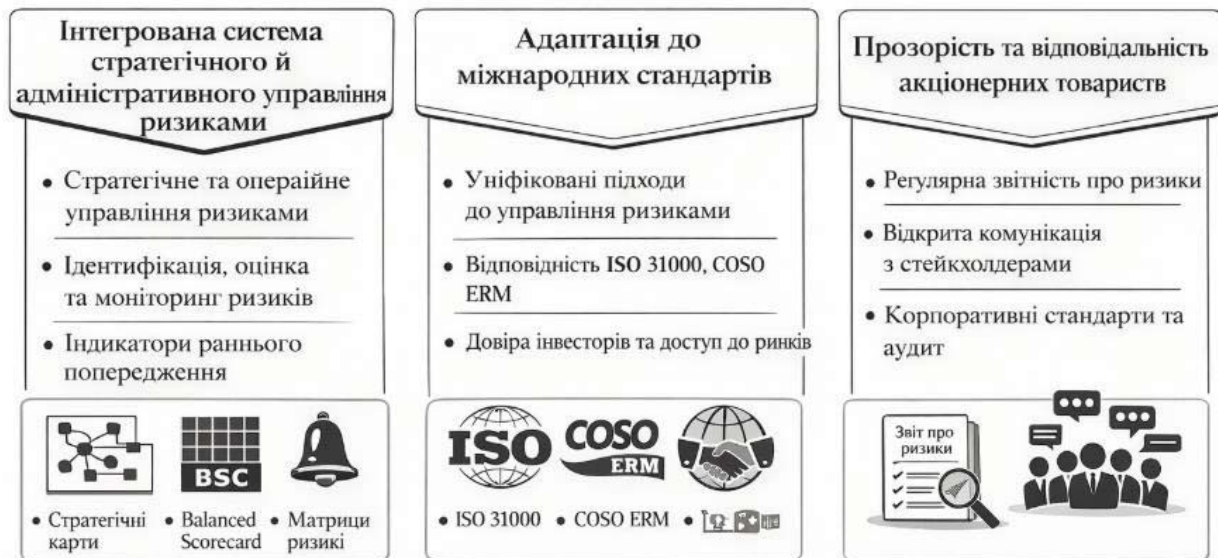 Інтегрована система
стратегічного й
адміністративного управління
ризиками
• Стратегічне та операійне
управління ризиками
• Ідентифікація, оцінка
та моніторинг ризиків
• Індикатори раннього
попередження
BSC
• Стратегічні
карти
• Balanced
Scorecard
• Матрици
ризикі
Адаптація до
міжнародних стандартів
• Уніфіковані підходи
до управління ризиками
• Відповідність ISO 31000, COSO
ERM
• Довіра інвесторів та доступ до ринків
ISO
COSO
ERM
• ISO 31000
• COSO ERM
Прозорість та відповідальність
акціонерних товариств
• Регулярна звітність про ризики
• Відкрита комунікація
з стейкхолдерами
• Корпоративні стандарти та
аудит
Звіт про
ризики